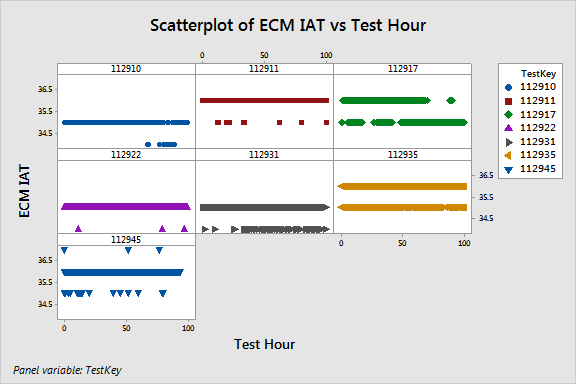 Scatterplot of ECM IAT vs Test Hour
0 50 100
112910 112911 112917
36.5
35.5
34.5
112922 112931 112935
36.5
35.5
34.5
112945
36.5
35.5
34.5
0 50 100
0 50 100
ECM IAT
Test Hour
TestKey
112910
112911
112917
112922
112931
112935
112945
Panel variable: TestKey